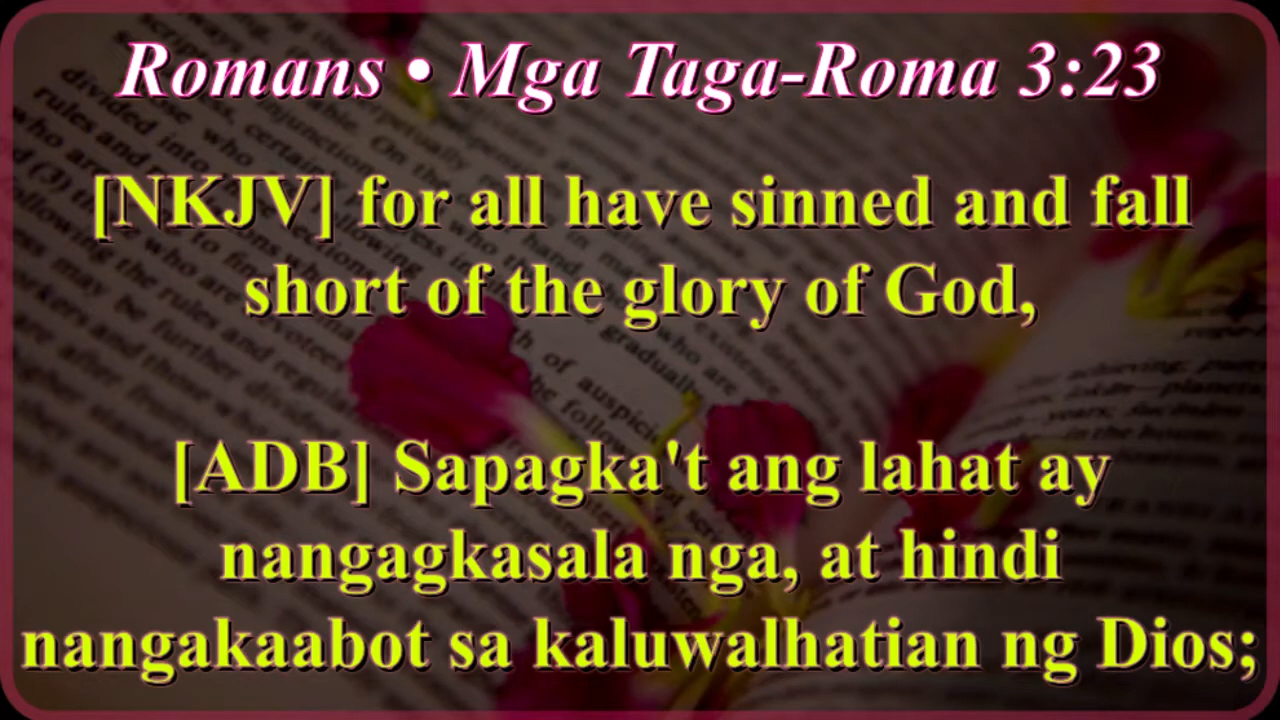 Romans • Mga Taga-Roma 3:23
[NKJV] for all have sinned and fall
short of the glory of God,
[ADB] Sapagka't ang lahat ay
nangagkasala nga, at hindi
nangakaabot sa kaluwalhatian ng Dios;